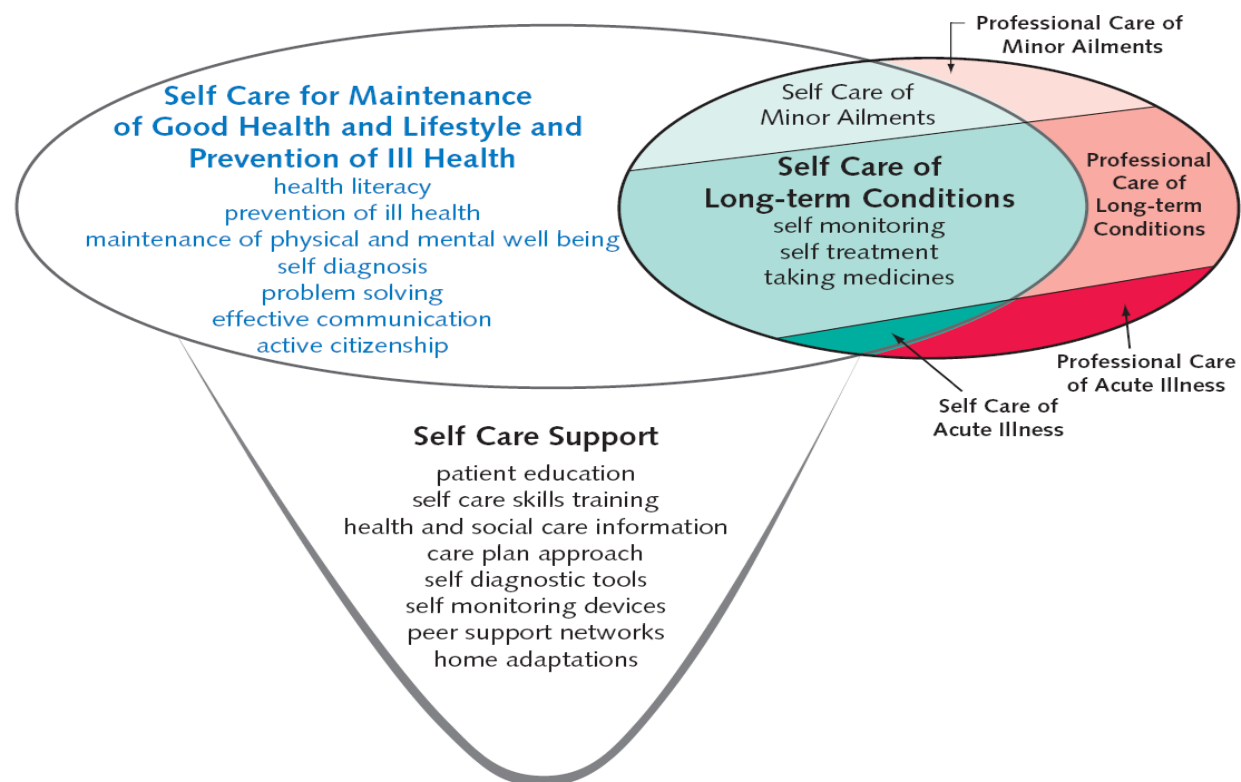 Professional Care of
Minor Ailments
Self Care for Maintenance
of Good Health and Lifestyle and
Prevention of Ill Health
health literacy
prevention of ill health
maintenance of physical and mental well being
self diagnosis
problem solving
effective communication
active citizenship
Self Care of
Minor Ailments
Self Care of
Long-term Conditions
self monitoring
self treatment
taking medicines
Professional
Care of
Long-term
Conditions
Professional Care
of Acute Illness
Self Care of
Acute Illness
Self Care Support
patient education
self care skills training
health and social care information
care plan approach
self diagnostic tools
self monitoring devices
peer support networks
home adaptations